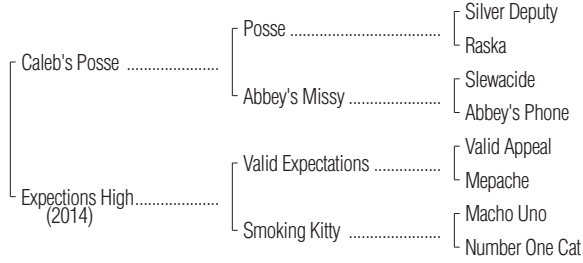 Silver Deputy
Posse ........................................
Raska
Caleb's Posse ........................
Slewacide
Abbey's Missy ........................
Abbey's Phone
Valid Appeal
Valid Expectations ...................
Mepache
Expections High......................
(2014)
Macho Uno
Smoking Kitty ........................
Number One Cat